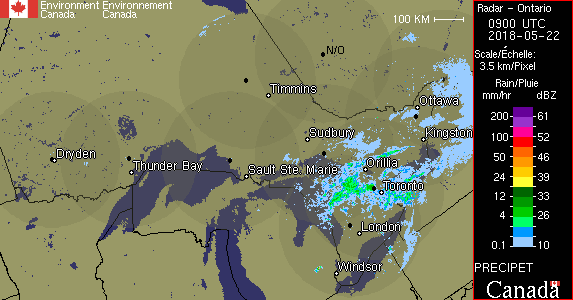 Environment Environnement
Canada Canada
Radar - Ontario
0900 UTC
2018-05-22
100 KM
Scale/Échelle:
3.5 km/Pixel
Rain/Pluie
mm/hr dBZ
200 61
100 52
50 46
24 39
12 33
4 26
0.1 10
N/O
Timmins
Ottawa
Sudbury
Kingston
Dryden
Thunder Bay
Sault Ste. Marie
Orillia
Toronto
London
Windsor
PRECIPET
Canada